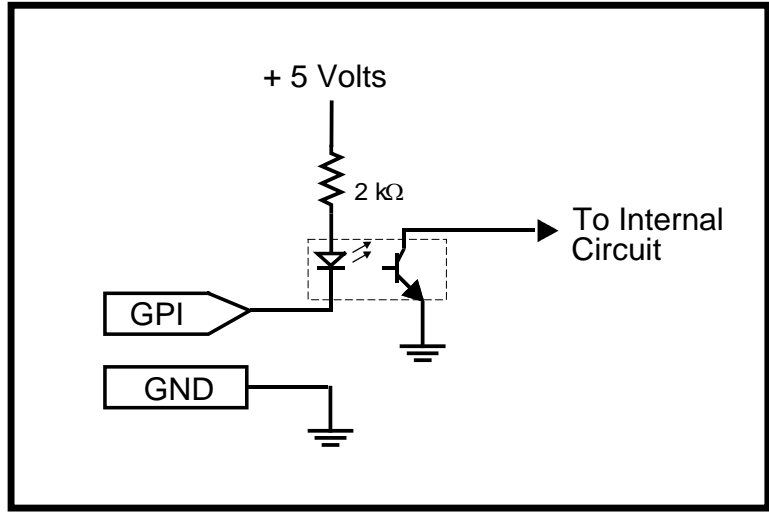 + 5 Volts
2 kΩ
To Internal
Circuit
GPI
GND